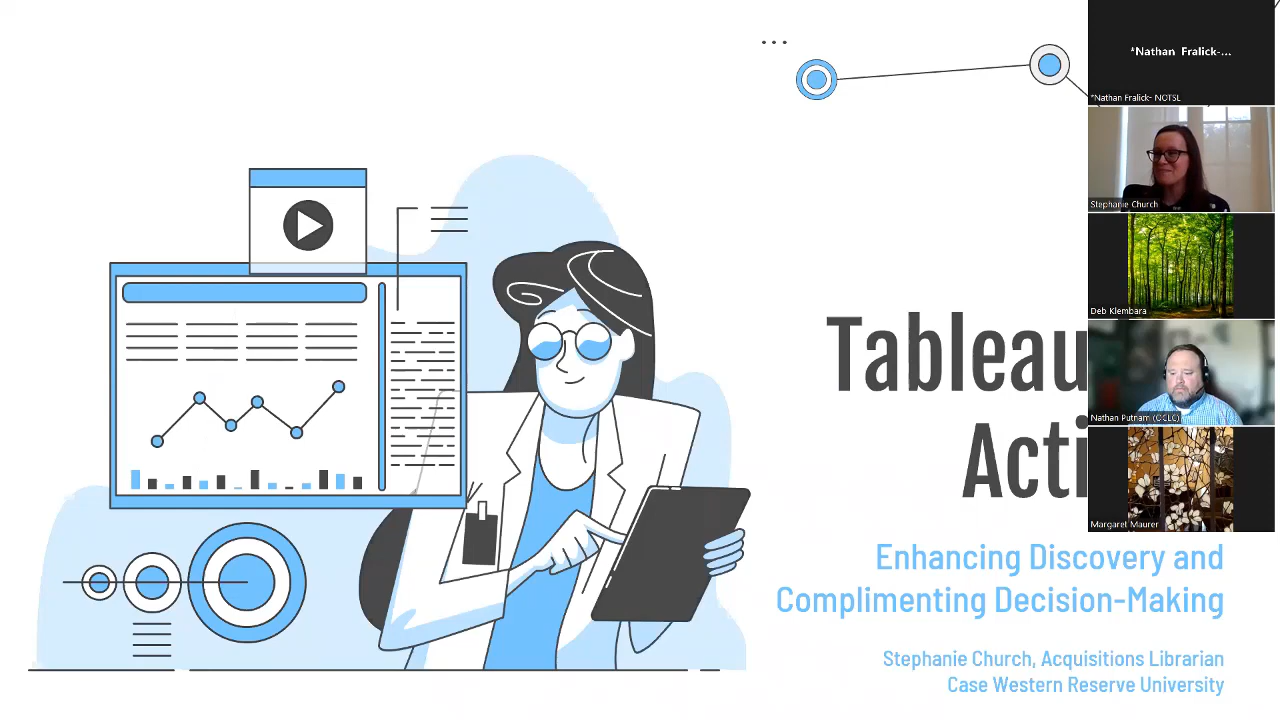 *Nathan Fralick-...
*Nathan Fralick- NOTSL
Stephanie Church
Deb Klembara
Nathan Putnam (OCLC)
Margaret Maurer
Tableau
Acti
Enhancing Discovery and
Complimenting Decision-Making
Stephanie Church, Acquisitions Librarian
Case Western Reserve University